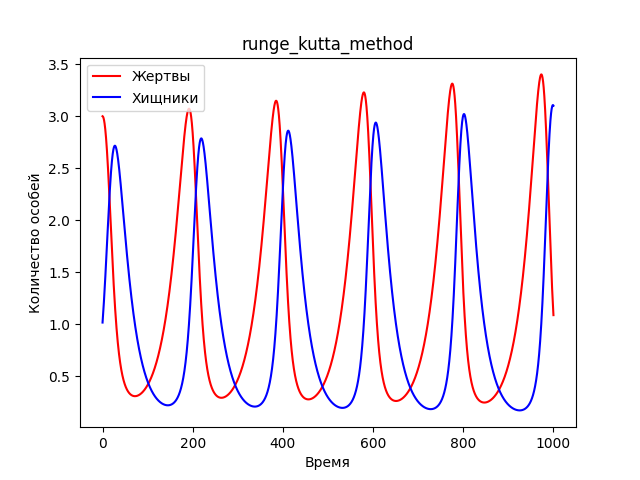 runge_kutta_method
Жертвы
Хищники
Количество особей
3.5
3.0
2.5
2.0
1.5
1.0
0.5
0 200 400 600 800 1000
Время